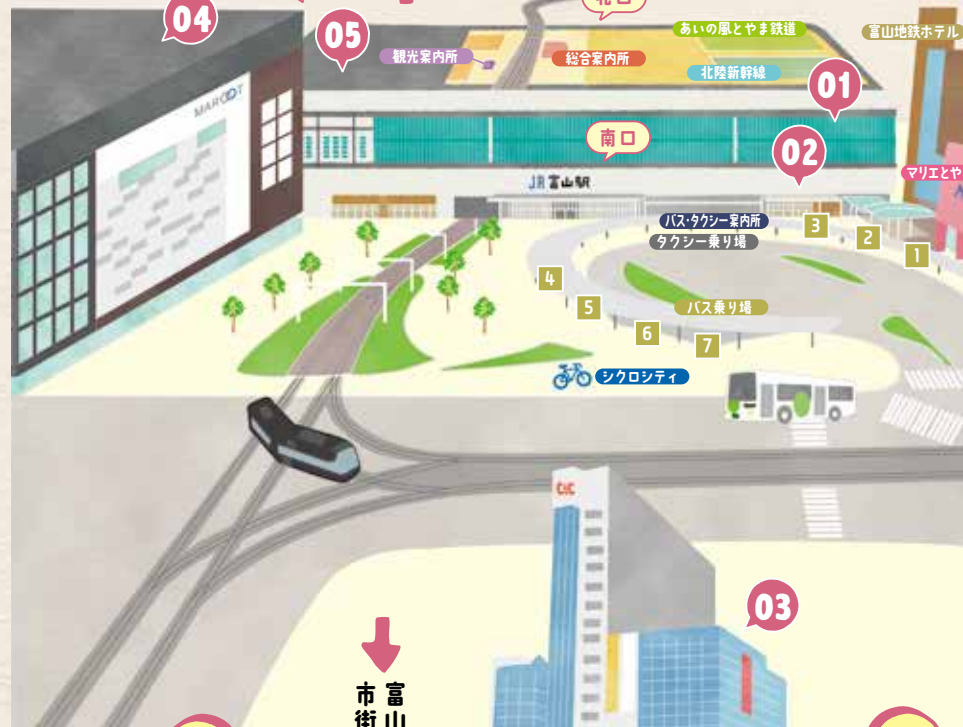 04
05
北口
あいの風とやま鉄道
富山地鉄ホテル
観光案内所
総合案内所
北陸新幹線
01
MAROOT
南口
02
JR富山駅
マリエとや
バス・タクシー案内所
タクシー乗り場
3
2
1
4
5
6
7
バス乗り場
シクロシティ
CiC
03
富山
市街